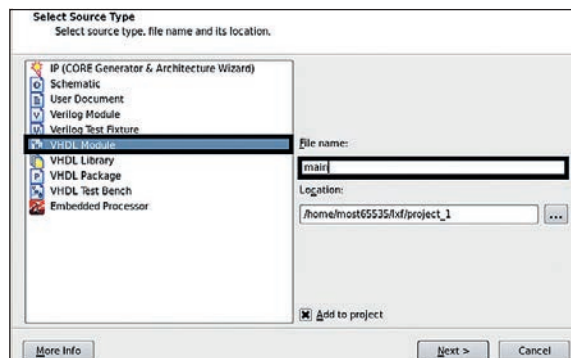 Select Source Type
Select source type, file name and its location.
IP (CORE Generator & Architecture Wizard)
Schematic
User Document
Verilog Module
Verilog Test Fixture
VHDL Module
VHDL Library
VHDL Package
VHDL Test Bench
Embedded Processor
File name:
main
Location:
/home/most65535/lxf/project_1
...
Add to project
More Info
Next >
Cancel